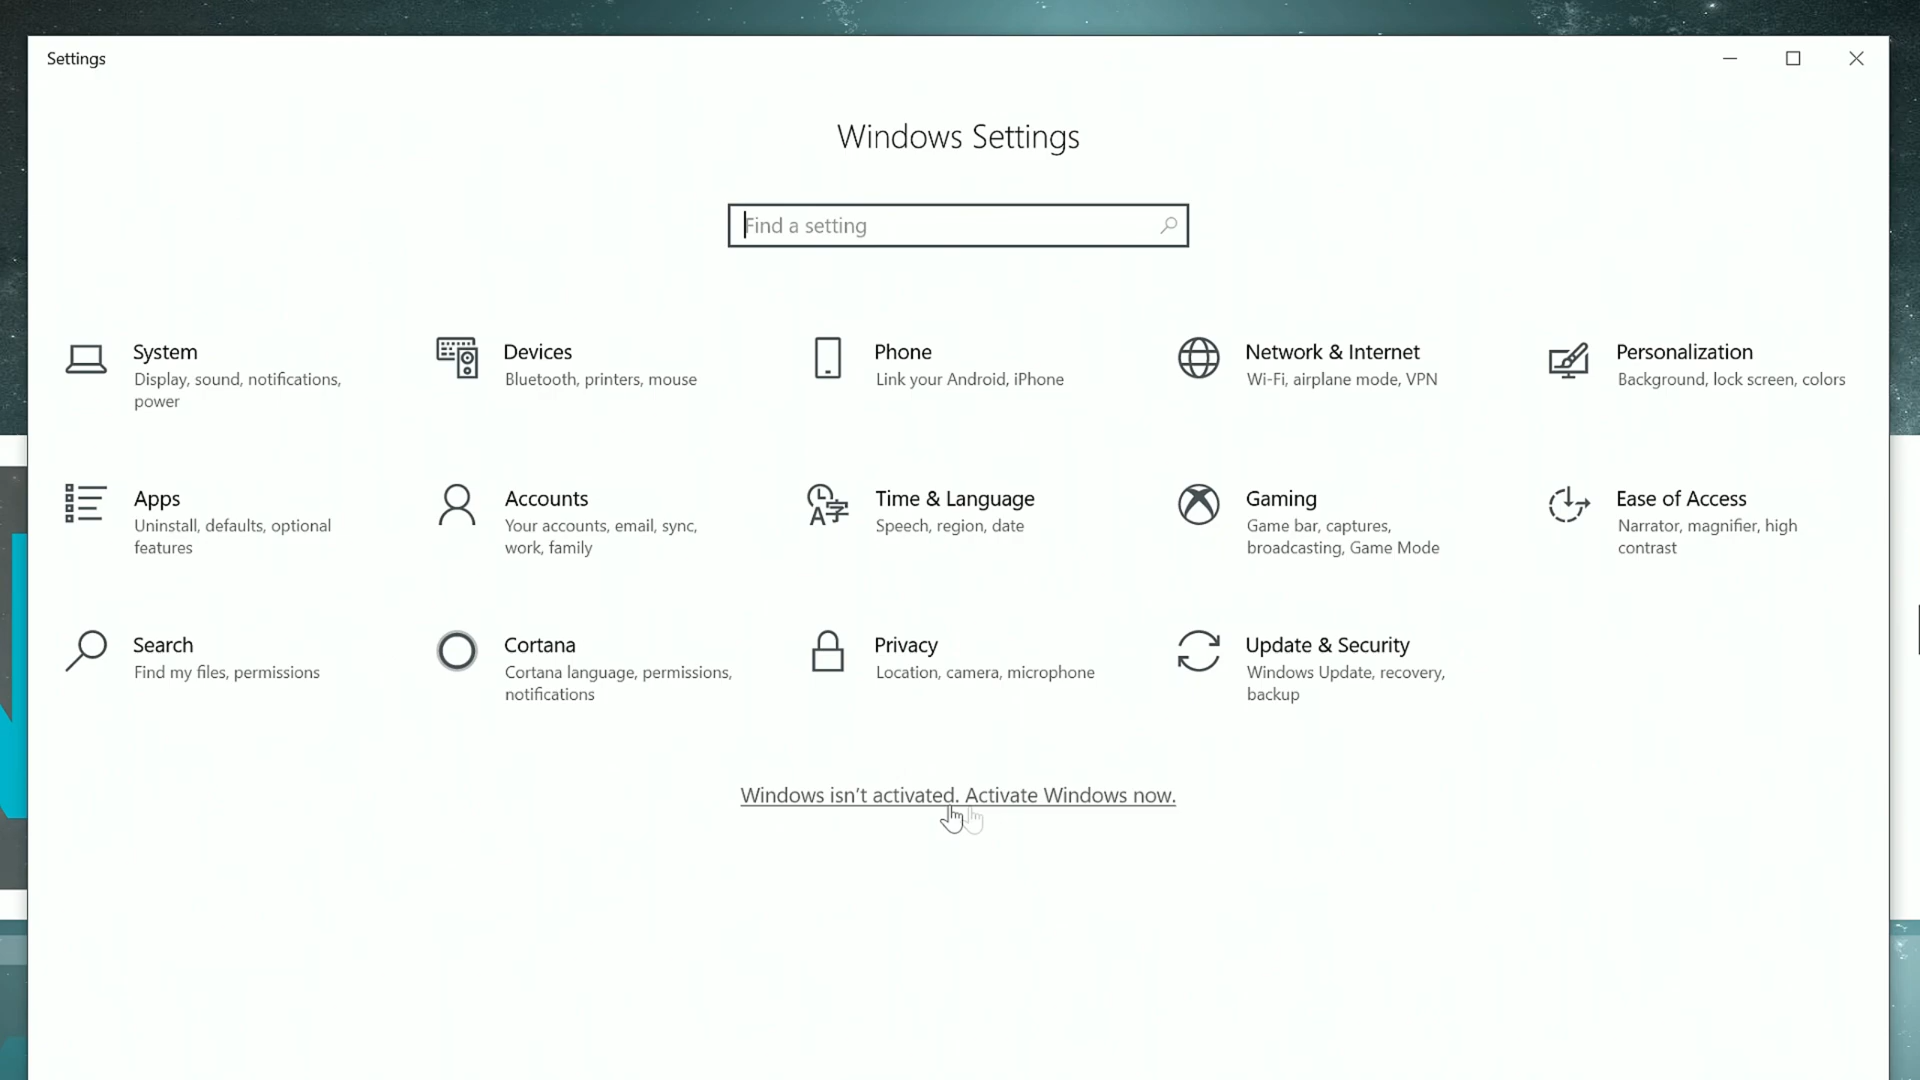 Settings
Windows Settings
Find a setting
System
Display, sound, notifications,
power
Devices
Bluetooth, printers, mouse
Phone
Link your Android, iPhone
Network & Internet
Wi-Fi, airplane mode, VPN
Personalization
Background, lock screen, colors
Apps
Uninstall, defaults, optional
features
Accounts
Your accounts, email, sync,
work, family
Time & Language
Speech, region, date
Gaming
Game bar, captures,
broadcasting, Game Mode
Ease of Access
Narrator, magnifier, high
contrast
Search
Find my files, permissions
Cortana
Cortana language, permissions,
notifications
Privacy
Location, camera, microphone
Update & Security
Windows Update, recovery,
backup
Windows isn't activated. Activate Windows now.